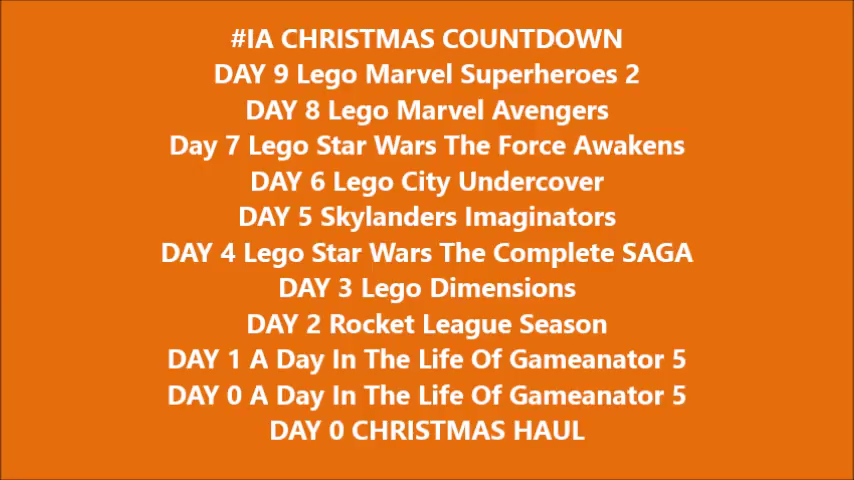 #IA CHRISTMAS COUNTDOWN
DAY 9 Lego Marvel Superheroes 2
DAY 8 Lego Marvel Avengers
Day 7 Lego Star Wars The Force Awakens
DAY 6 Lego City Undercover
DAY 5 Skylanders Imaginators
DAY 4 Lego Star Wars The Complete SAGA
DAY 3 Lego Dimensions
DAY 2 Rocket League Season
DAY 1 A Day In The Life Of Gameanator 5
DAY 0 A Day In The Life Of Gameanator 5
DAY 0 CHRISTMAS HAUL